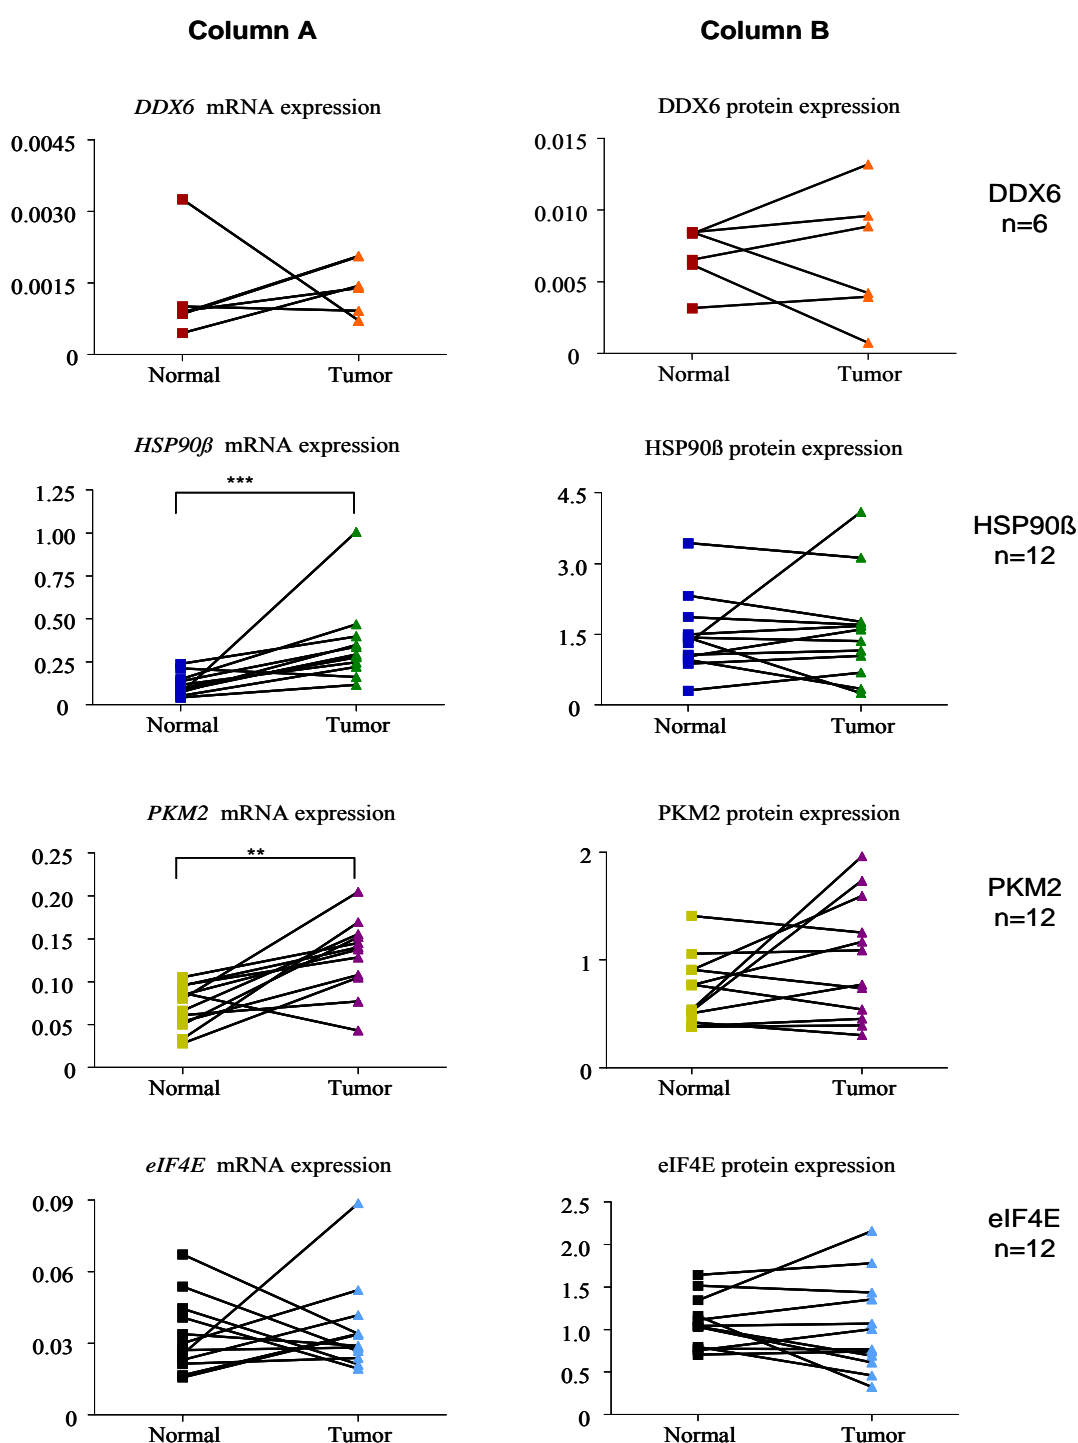 Column A
Column B
DDX6 mRNA expression
0.0045
0.0030
0.0015
0
Normal
Tumor
DDX6 protein expression
0.015
0.010
0.005
0
Normal
Tumor
DDX6
n=6
HSP90ß mRNA expression
***
1.25
1.00
0.75
0.50
0.25
0
Normal
Tumor
HSP90ß protein expression
4.5
3.0
1.5
0
Normal
Tumor
HSP90ß
n=12
PKM2 mRNA expression
**
0.25
0.20
0.15
0.10
0.05
0
Normal
Tumor
PKM2 protein expression
2
1
0
Normal
Tumor
PKM2
n=12
eIF4E mRNA expression
0.09
0.06
0.03
0
Normal
Tumor
eIF4E protein expression
2.5
2.0
1.5
1.0
0.5
0
Normal
Tumor
eIF4E
n=12